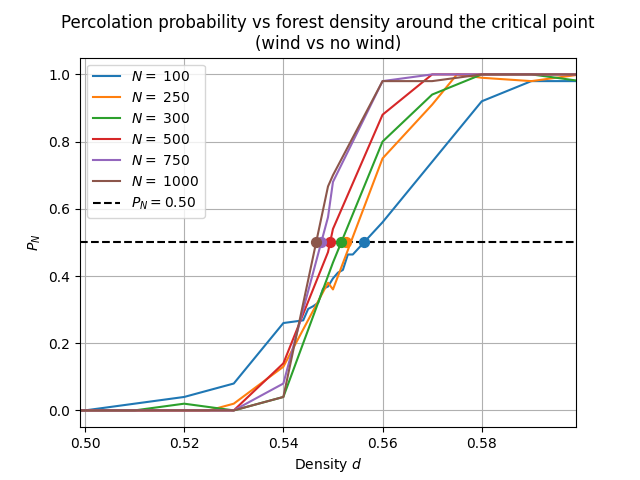 Percolation probability vs forest density around the critical point
(wind vs no wind)
N = 100
N = 250
N = 300
N = 500
N = 750
N = 1000
P_N = 0.50
1.0
0.8
0.6
0.4
0.2
0.0
P_N
0.50 0.52 0.54 0.56 0.58
Density d